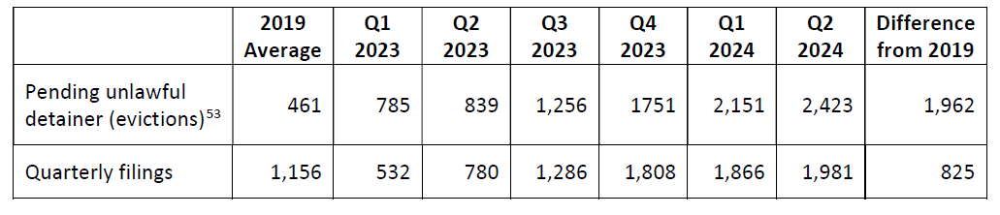 2019 Average Q1 2023 Q2 2023 Q3 2023 Q4 2023 Q1 2024 Q2 2024 Difference from 2019
Pending unlawful detainer (evictions)53 461 785 839 1,256 1751 2,151 2,423 1,962
Quarterly filings 1,156 532 780 1,286 1,808 1,866 1,981 825